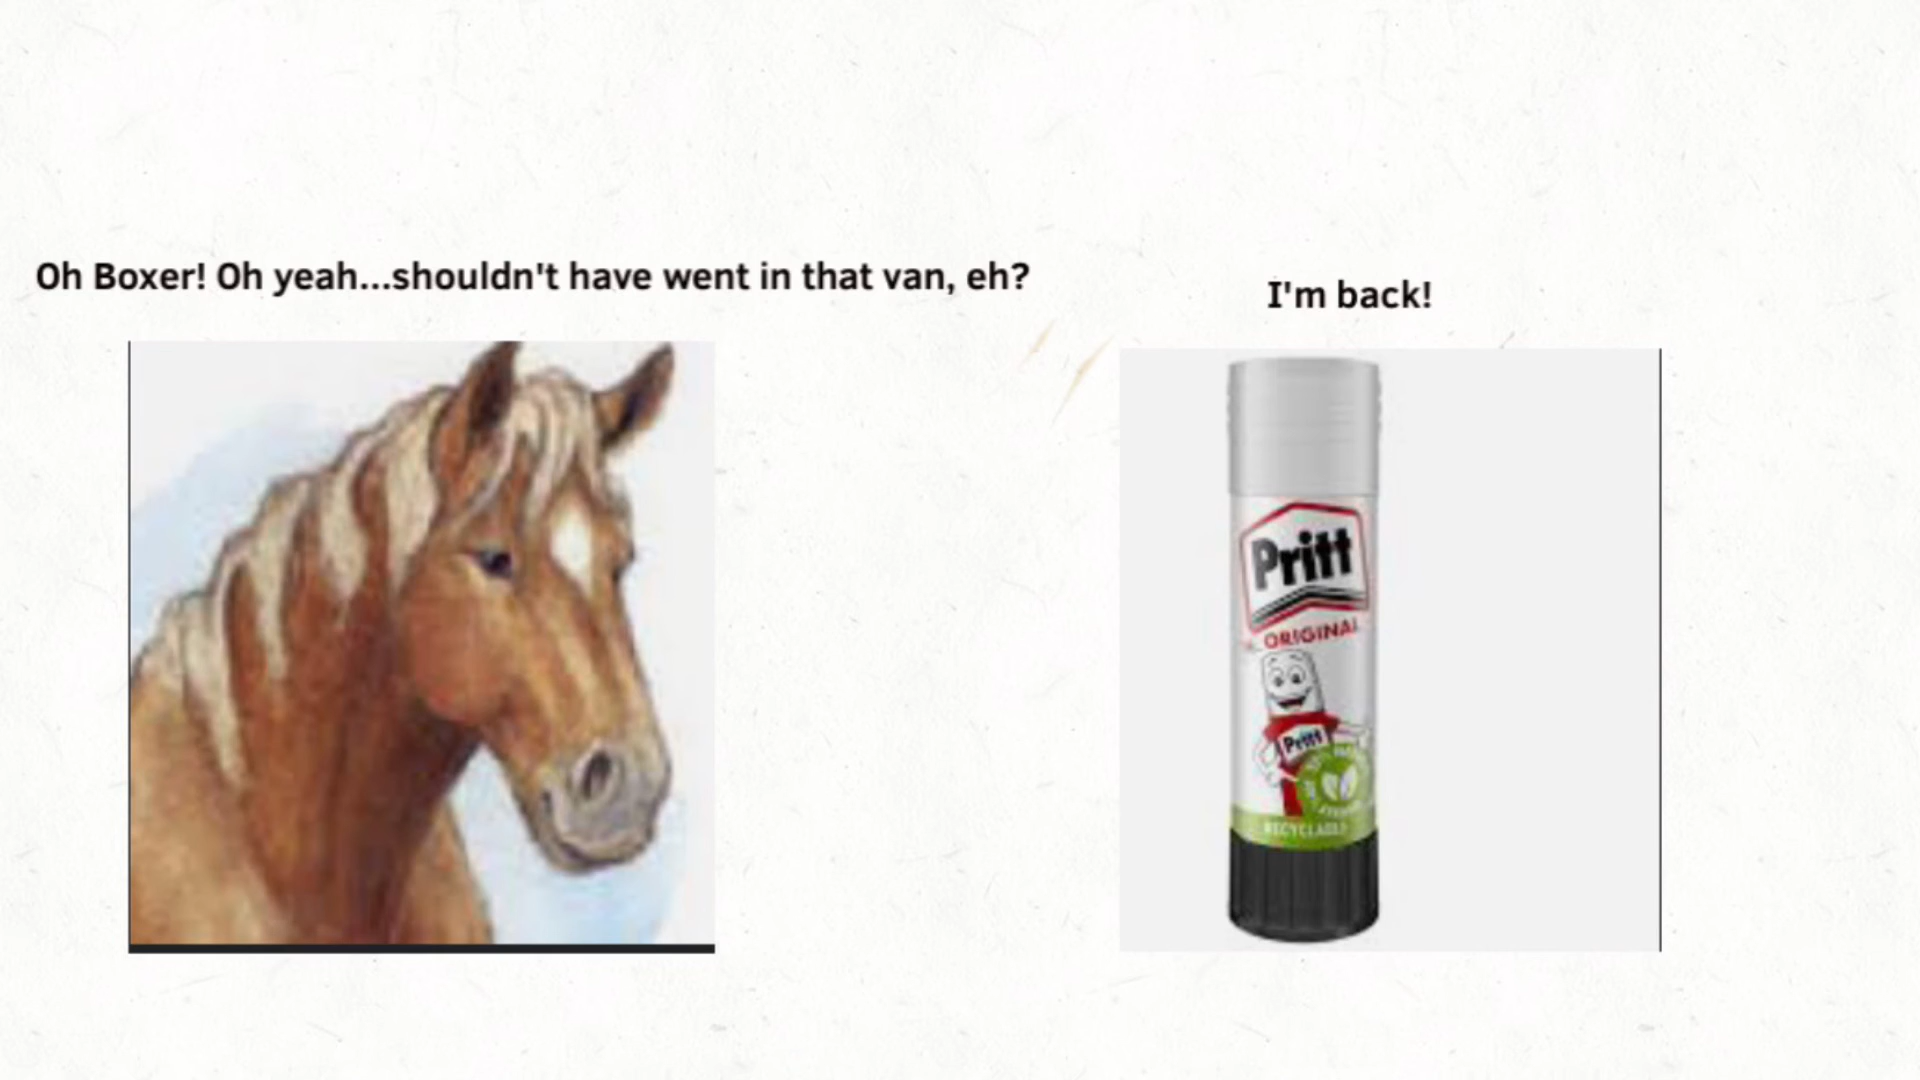 Oh Boxer! Oh yeah...shouldn't have went in that van, eh?
I'm back!
Pritt
ORIGINAL
Pritt
RECYCLABLE